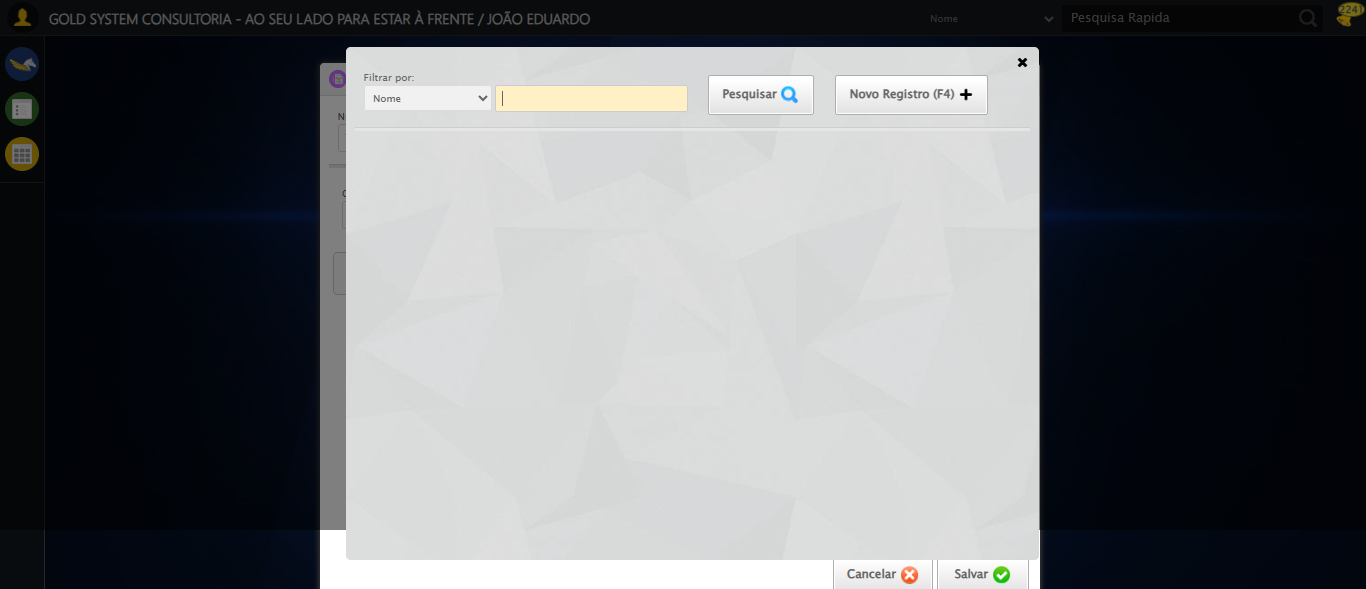 GOLD SYSTEM CONSULTORIA - AO SEU LADO PARA ESTAR À FRENTE / JOÃO EDUARDO
Nome
Pesquisa Rapida
2241
Filtrar por:
Nome
Pesquisar
Novo Registro (F4)
Cancelar
Salvar